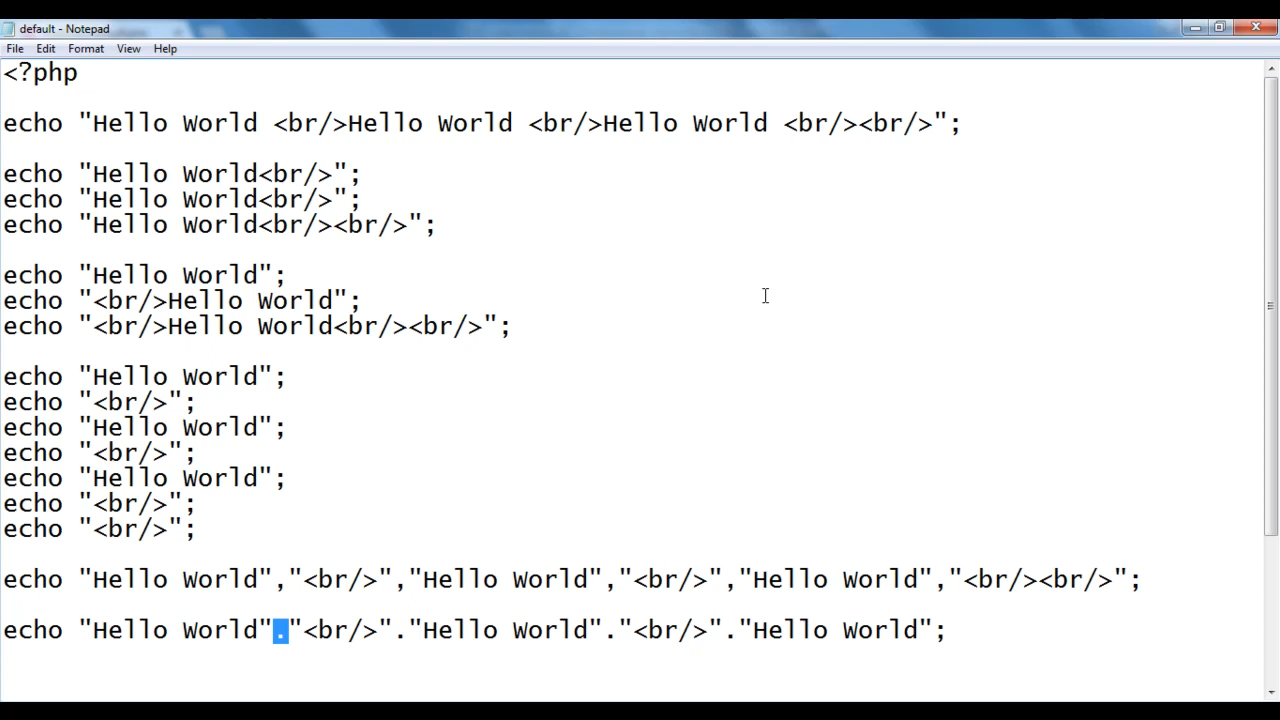 default - Notepad
File Edit Format View Help
<?php
echo "Hello World <br/>Hello World <br/>Hello World <br/><br/>";
echo "Hello World<br/>";
echo "Hello World<br/>";
echo "Hello World<br/><br/>";
echo "Hello World";
echo "<br/>Hello World";
echo "<br/>Hello World<br/><br/>";
echo "Hello World";
echo "<br/>";
echo "Hello World";
echo "<br/>";
echo "Hello World";
echo "<br/>";
echo "<br/>";
echo "Hello World","<br/>","Hello World","<br/>","Hello World","<br/><br/>";
echo "Hello World"."<br/>"."Hello World"."<br/>"."Hello World";